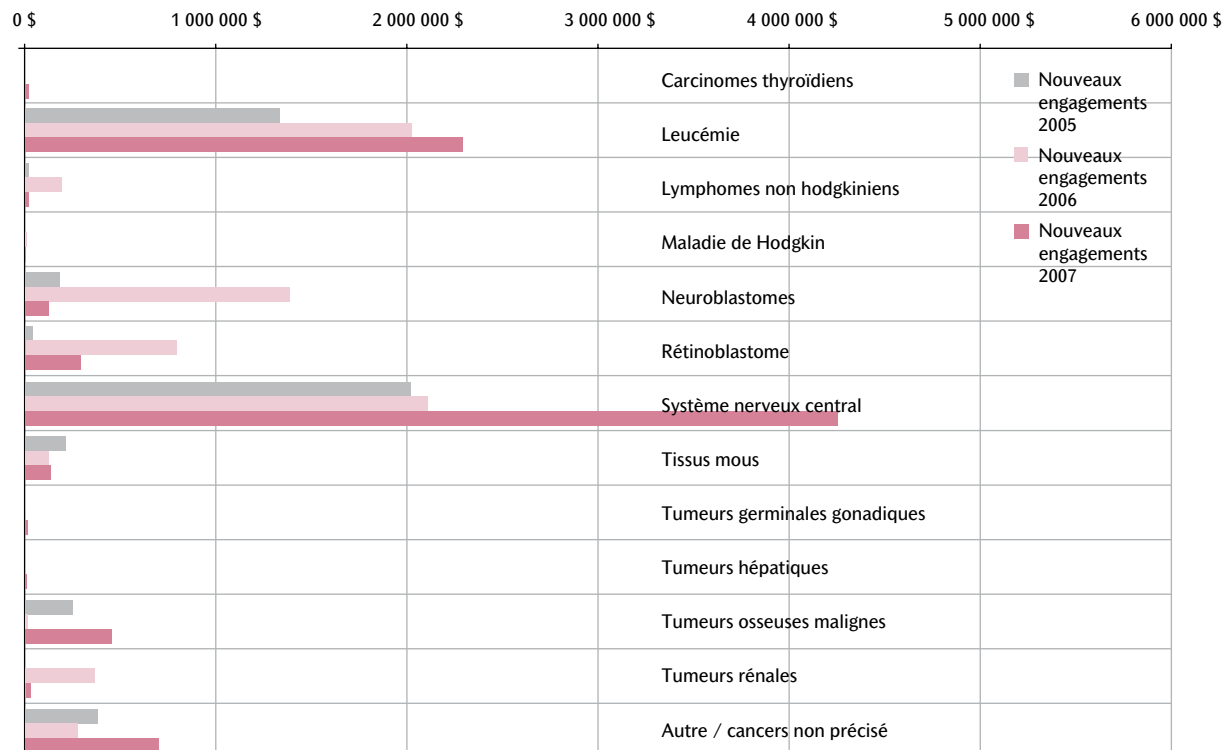 0 $ 1 000 000 $ 2 000 000 $ 3 000 000 $ 4 000 000 $ 5 000 000 $ 6 000 000 $
Carcinomes thyroïdiens
Leucémie
Lymphomes non hodgkiniens
Maladie de Hodgkin
Neuroblastomes
Rétinoblastome
Système nerveux central
Tissus mous
Tumeurs germinales gonadiques
Tumeurs hépatiques
Tumeurs osseuses malignes
Tumeurs rénales
Autre / cancers non précisé
Nouveaux
engagements
2005
Nouveaux
engagements
2006
Nouveaux
engagements
2007